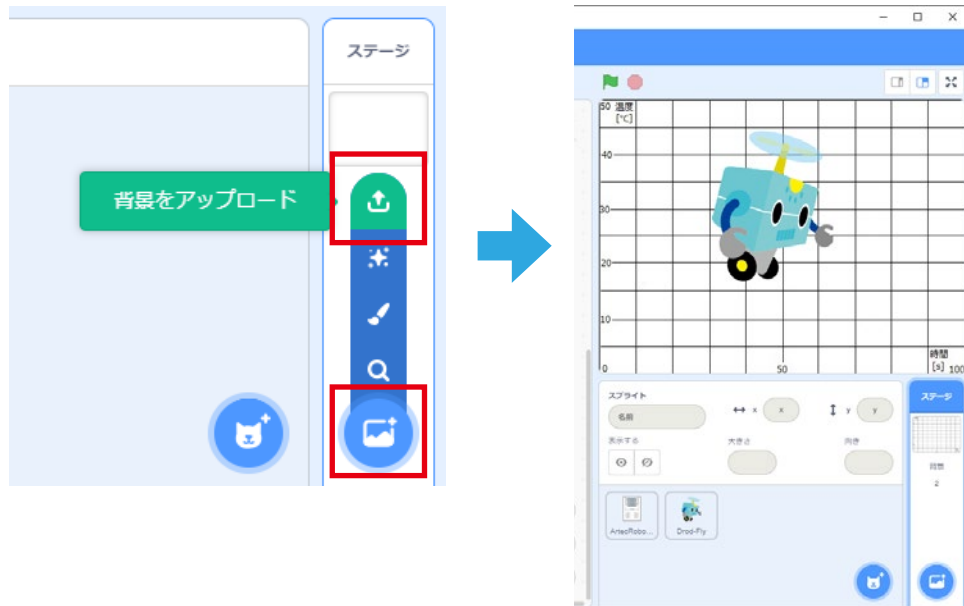 ステージ
背景をアップロード
50 温度
[℃]
40
30
20
10
0
50
時間
[s] 100
スプライト
名前
x x
y y
表示する
大きさ
向き
ステージ
背景
2
ArtecRobo...
Drod-Fly